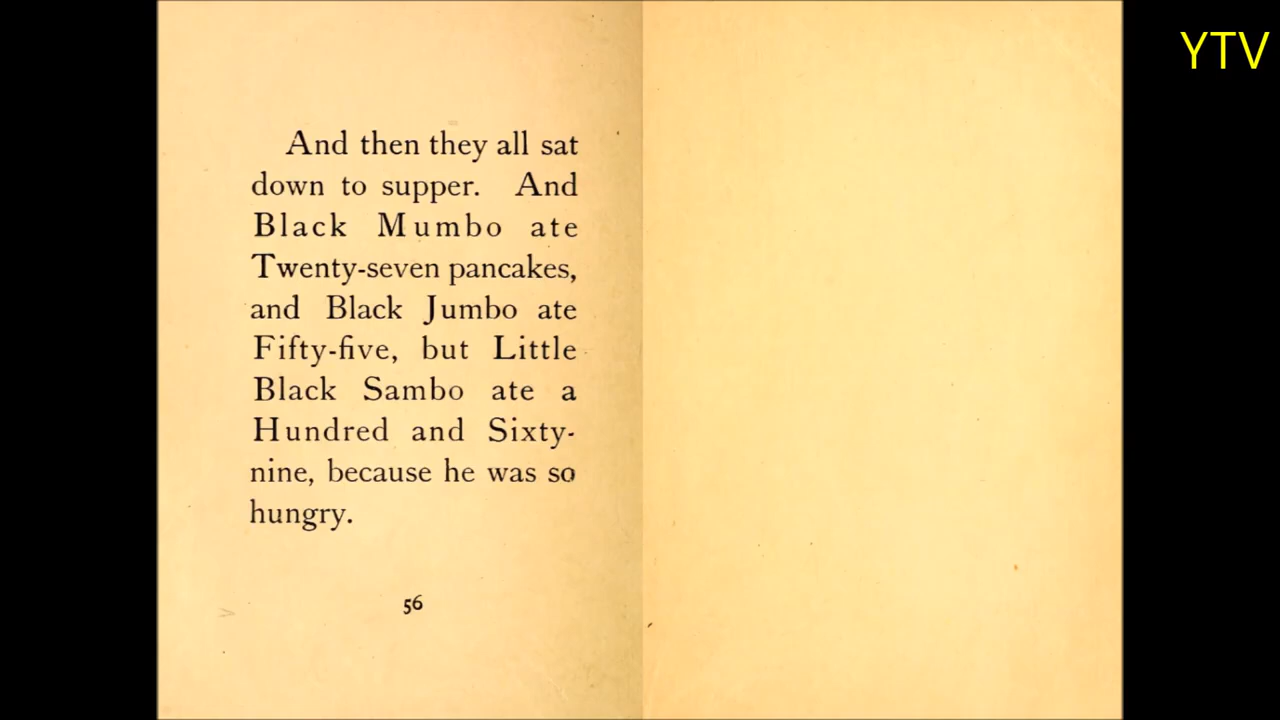 YTV
And then they all sat
down to supper. And
Black Mumbo ate
Twenty-seven pancakes,
and Black Jumbo ate
Fifty-five, but Little
Black Sambo ate a
Hundred and Sixty-
nine, because he was so
hungry.
56